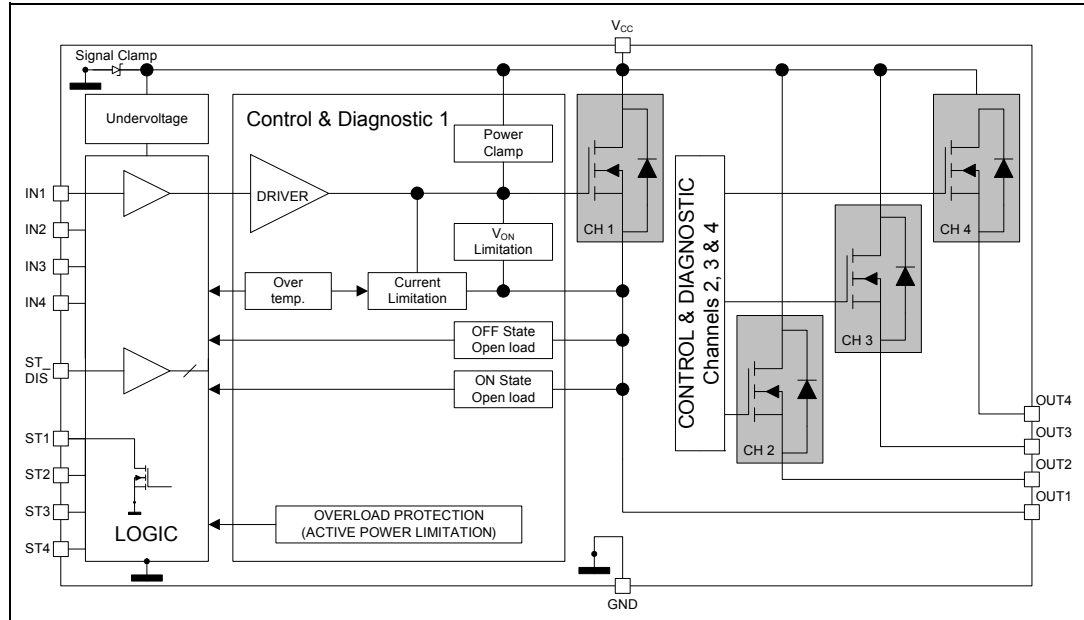 V_CC
Signal Clamp
Undervoltage
Control & Diagnostic 1
Power
Clamp
IN1
IN2
IN3
IN4
DRIVER
V_ON
Limitation
CH 1
CH 4
CH 3
CH 2
CONTROL & DIAGNOSTIC
Channels 2, 3 & 4
Over
temp.
Current
Limitation
OFF State
Open load
ON State
Open load
ST_
DIS
ST1
ST2
ST3
ST4
LOGIC
OVERLOAD PROTECTION
(ACTIVE POWER LIMITATION)
OUT4
OUT3
OUT2
OUT1
GND